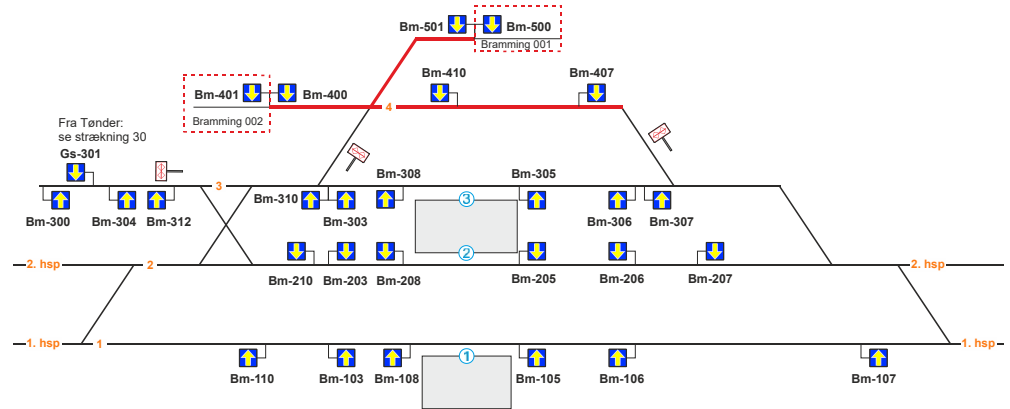 Bm-501
Bm-500
Bramming 001
Bm-410
Bm-407
Bm-401
Bm-400
4
Bramming 002
Fra Tønder:
se strækning 30
Gs-301
3
Bm-308
3
Bm-305
Bm-310
Bm-300
Bm-304
Bm-312
Bm-303
Bm-306
Bm-307
2
2. hsp
2
2. hsp
Bm-210
Bm-203
Bm-208
Bm-205
Bm-206
Bm-207
1. hsp
1
1
1. hsp
Bm-110
Bm-103
Bm-108
Bm-105
Bm-106
Bm-107